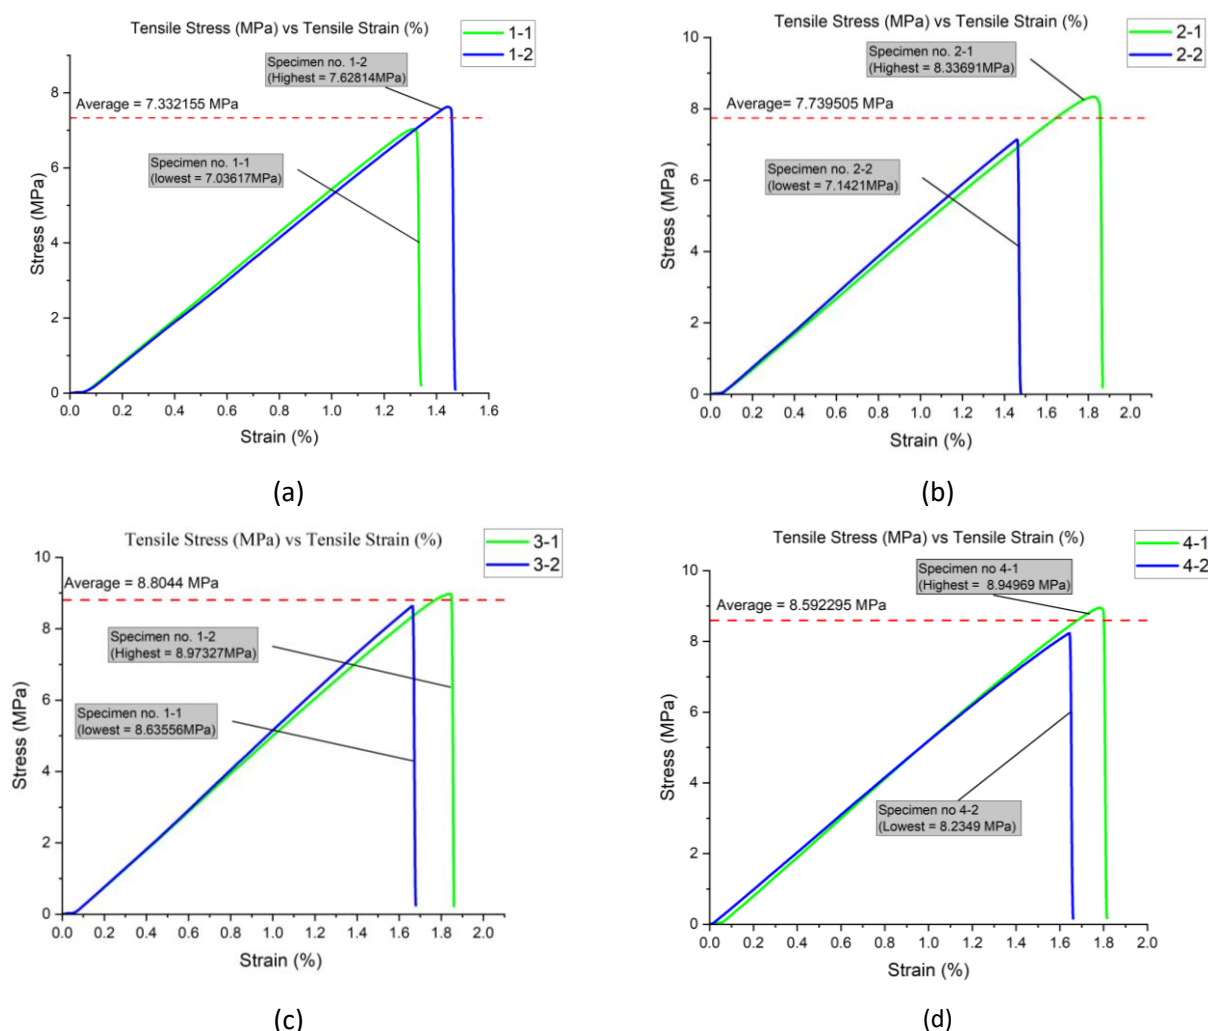 Tensile Stress (MPa) vs Tensile Strain (%)
1-1
1-2
Specimen no. 1-2
(Highest = 7.62814MPa)
Average = 7.332155 MPa
Specimen no. 1-1
(lowest = 7.03617MPa)
8
6
4
2
0
Stress (MPa)
0.0 0.2 0.4 0.6 0.8 1.0 1.2 1.4 1.6
Strain (%)
(a)
Tensile Stress (MPa) vs Tensile Strain (%)
2-1
2-2
Specimen no. 2-1
(Highest = 8.33691MPa)
Average= 7.739505 MPa
Specimen no. 2-2
(lowest = 7.1421MPa)
10
8
6
4
2
0
Stress (MPa)
0.0 0.2 0.4 0.6 0.8 1.0 1.2 1.4 1.6 1.8 2.0
Strain (%)
(b)
Tensile Stress (MPa) vs Tensile Strain (%)
3-1
3-2
Average = 8.8044 MPa
Specimen no. 1-2
(Highest = 8.97327MPa)
Specimen no. 1-1
(lowest = 8.63556MPa)
10
8
6
4
2
0
Stress (MPa)
0.0 0.2 0.4 0.6 0.8 1.0 1.2 1.4 1.6 1.8 2.0
Strain (%)
(c)
Tensile Stress (MPa) vs Tensile Strain (%)
4-1
4-2
Specimen no 4-1
(Highest = 8.94969 MPa)
Average = 8.592295 MPa
Specimen no 4-2
(Lowest = 8.2349 MPa)
10
8
6
4
2
0
Stress (MPa)
0.0 0.2 0.4 0.6 0.8 1.0 1.2 1.4 1.6 1.8 2.0
Strain (%)
(d)